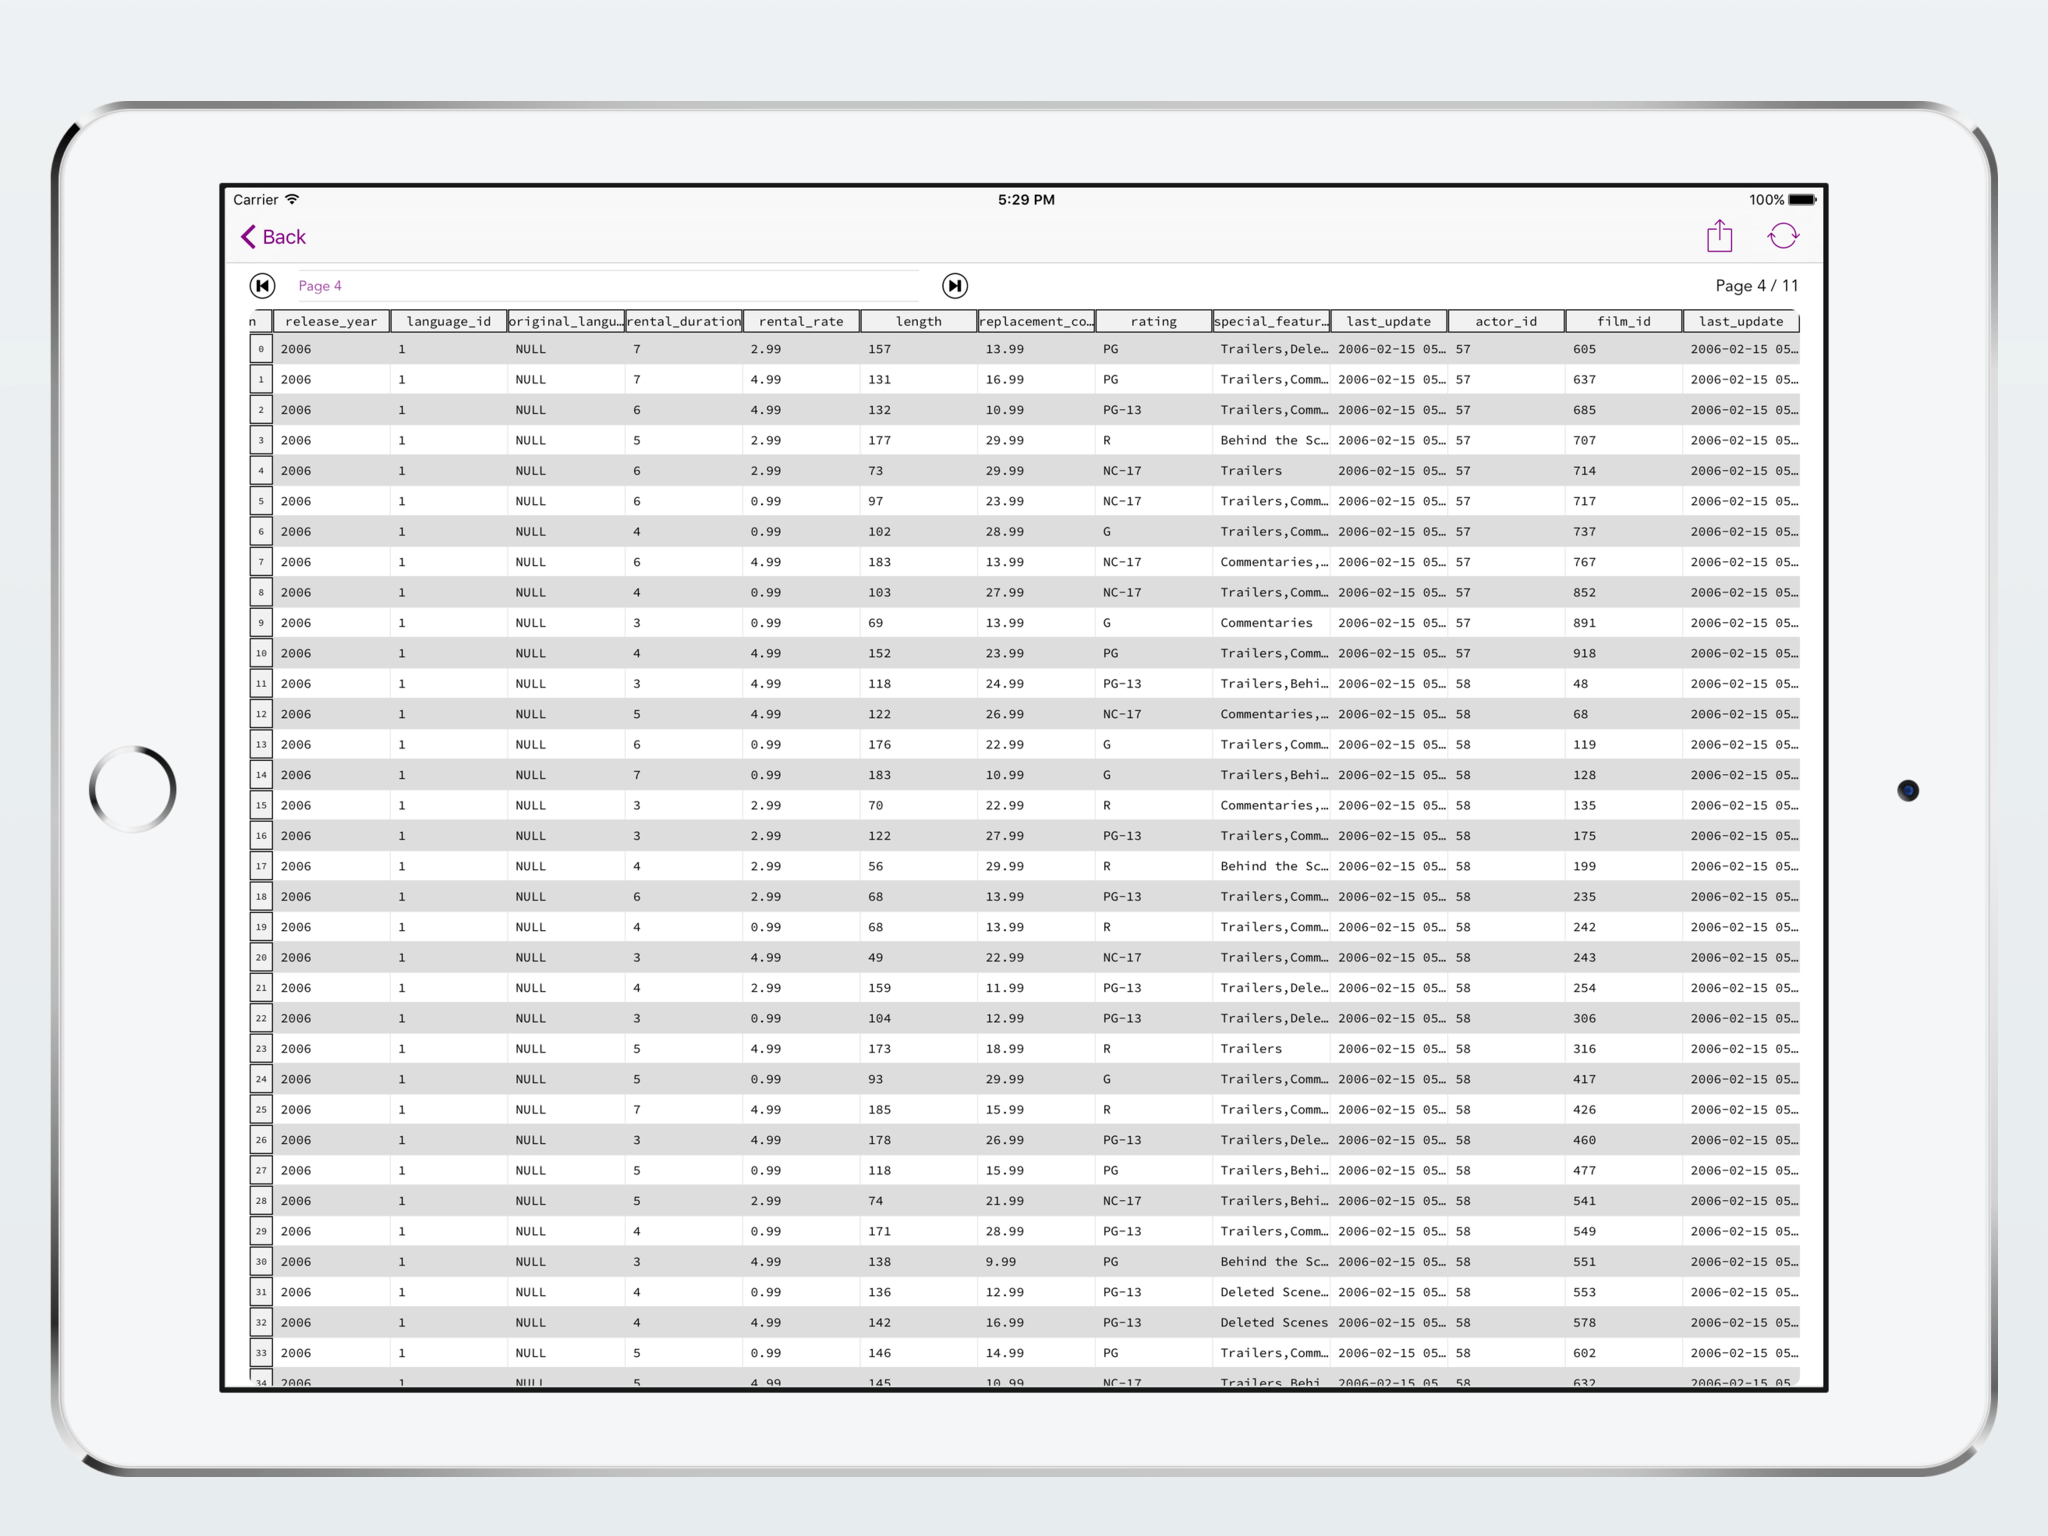 Carrier 5:29 PM 100%
Back
Page 4 Page 4 / 11
n release_year language_id original_langu… rental_duration rental_rate length replacement_co… rating special_featur… last_update actor_id film_id last_update
0 2006 1 NULL 7 2.99 157 13.99 PG Trailers,Dele… 2006-02-15 05… 57 605 2006-02-15 05…
1 2006 1 NULL 7 4.99 131 16.99 PG Trailers,Comm… 2006-02-15 05… 57 637 2006-02-15 05…
2 2006 1 NULL 6 4.99 132 10.99 PG-13 Trailers,Comm… 2006-02-15 05… 57 685 2006-02-15 05…
3 2006 1 NULL 5 2.99 177 29.99 R Behind the Sc… 2006-02-15 05… 57 707 2006-02-15 05…
4 2006 1 NULL 6 2.99 73 29.99 NC-17 Trailers 2006-02-15 05… 57 714 2006-02-15 05…
5 2006 1 NULL 6 0.99 97 23.99 NC-17 Trailers,Comm… 2006-02-15 05… 57 717 2006-02-15 05…
6 2006 1 NULL 4 0.99 102 28.99 G Trailers,Comm… 2006-02-15 05… 57 737 2006-02-15 05…
7 2006 1 NULL 6 4.99 183 13.99 NC-17 Commentaries,… 2006-02-15 05… 57 767 2006-02-15 05…
8 2006 1 NULL 4 0.99 103 27.99 NC-17 Trailers,Comm… 2006-02-15 05… 57 852 2006-02-15 05…
9 2006 1 NULL 3 0.99 69 13.99 G Commentaries 2006-02-15 05… 57 891 2006-02-15 05…
10 2006 1 NULL 4 4.99 152 23.99 PG Trailers,Comm… 2006-02-15 05… 57 918 2006-02-15 05…
11 2006 1 NULL 3 4.99 118 24.99 PG-13 Trailers,Behi… 2006-02-15 05… 58 48 2006-02-15 05…
12 2006 1 NULL 5 4.99 122 26.99 NC-17 Commentaries,… 2006-02-15 05… 58 68 2006-02-15 05…
13 2006 1 NULL 6 0.99 176 22.99 G Trailers,Comm… 2006-02-15 05… 58 119 2006-02-15 05…
14 2006 1 NULL 7 0.99 183 10.99 G Trailers,Behi… 2006-02-15 05… 58 128 2006-02-15 05…
15 2006 1 NULL 3 2.99 70 22.99 R Commentaries,… 2006-02-15 05… 58 135 2006-02-15 05…
16 2006 1 NULL 3 2.99 122 27.99 PG-13 Trailers,Comm… 2006-02-15 05… 58 175 2006-02-15 05…
17 2006 1 NULL 4 2.99 56 29.99 R Behind the Sc… 2006-02-15 05… 58 199 2006-02-15 05…
18 2006 1 NULL 6 2.99 68 13.99 PG-13 Trailers,Comm… 2006-02-15 05… 58 235 2006-02-15 05…
19 2006 1 NULL 4 0.99 68 13.99 R Trailers,Comm… 2006-02-15 05… 58 242 2006-02-15 05…
20 2006 1 NULL 3 4.99 49 22.99 NC-17 Trailers,Comm… 2006-02-15 05… 58 243 2006-02-15 05…
21 2006 1 NULL 4 2.99 159 11.99 PG-13 Trailers,Dele… 2006-02-15 05… 58 254 2006-02-15 05…
22 2006 1 NULL 3 0.99 104 12.99 PG-13 Trailers,Dele… 2006-02-15 05… 58 306 2006-02-15 05…
23 2006 1 NULL 5 4.99 173 18.99 R Trailers 2006-02-15 05… 58 316 2006-02-15 05…
24 2006 1 NULL 5 0.99 93 29.99 G Trailers,Comm… 2006-02-15 05… 58 417 2006-02-15 05…
25 2006 1 NULL 7 4.99 185 15.99 R Trailers,Comm… 2006-02-15 05… 58 426 2006-02-15 05…
26 2006 1 NULL 3 4.99 178 26.99 PG-13 Trailers,Dele… 2006-02-15 05… 58 460 2006-02-15 05…
27 2006 1 NULL 5 0.99 118 15.99 PG Trailers,Behi… 2006-02-15 05… 58 477 2006-02-15 05…
28 2006 1 NULL 5 2.99 74 21.99 NC-17 Trailers,Behi… 2006-02-15 05… 58 541 2006-02-15 05…
29 2006 1 NULL 4 0.99 171 28.99 PG-13 Trailers,Comm… 2006-02-15 05… 58 549 2006-02-15 05…
30 2006 1 NULL 3 4.99 138 9.99 PG Behind the Sc… 2006-02-15 05… 58 551 2006-02-15 05…
31 2006 1 NULL 4 0.99 136 12.99 PG-13 Deleted Scene… 2006-02-15 05… 58 553 2006-02-15 05…
32 2006 1 NULL 4 4.99 142 16.99 PG-13 Deleted Scenes 2006-02-15 05… 58 578 2006-02-15 05…
33 2006 1 NULL 5 0.99 146 14.99 PG Trailers,Comm… 2006-02-15 05… 58 602 2006-02-15 05…
34 2006 1 NULL 5 4.99 145 10.99 NC-17 Trailers,Behi 2006-02-15 05 58 632 2006-02-15 05